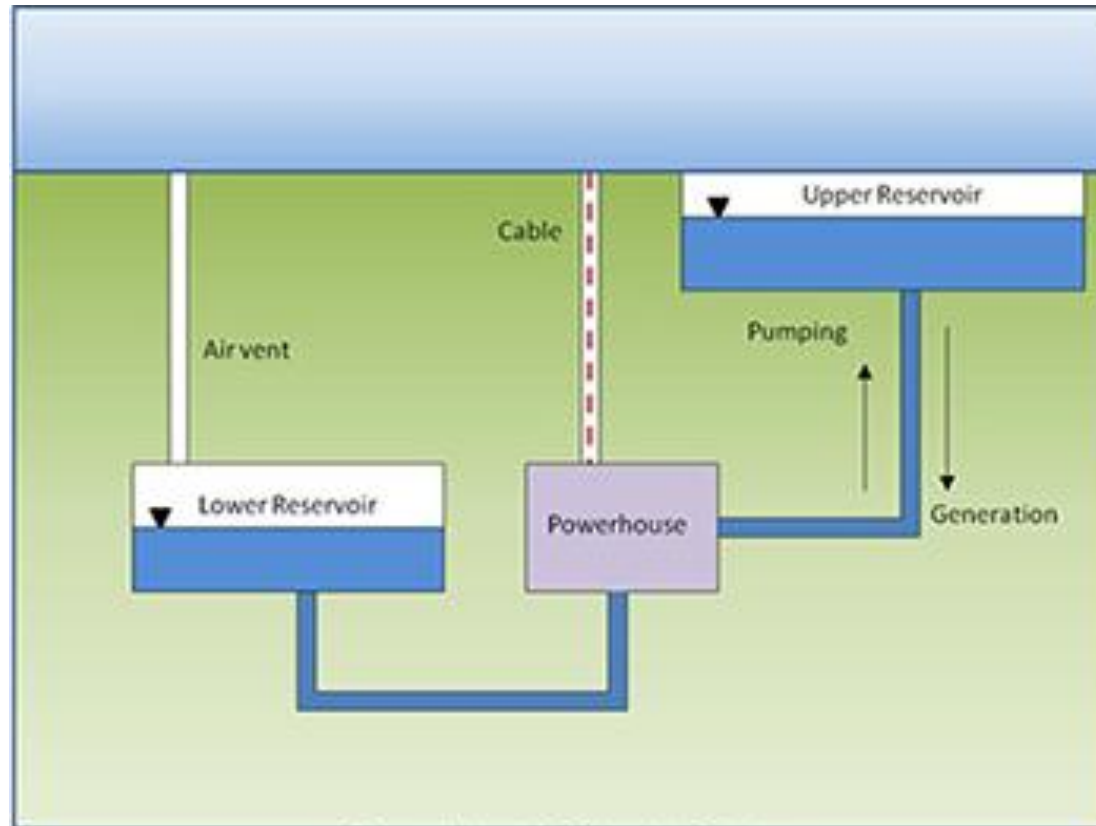 Upper Reservoir
Cable
Pumping
Air vent
Lower Reservoir
Powerhouse
Generation